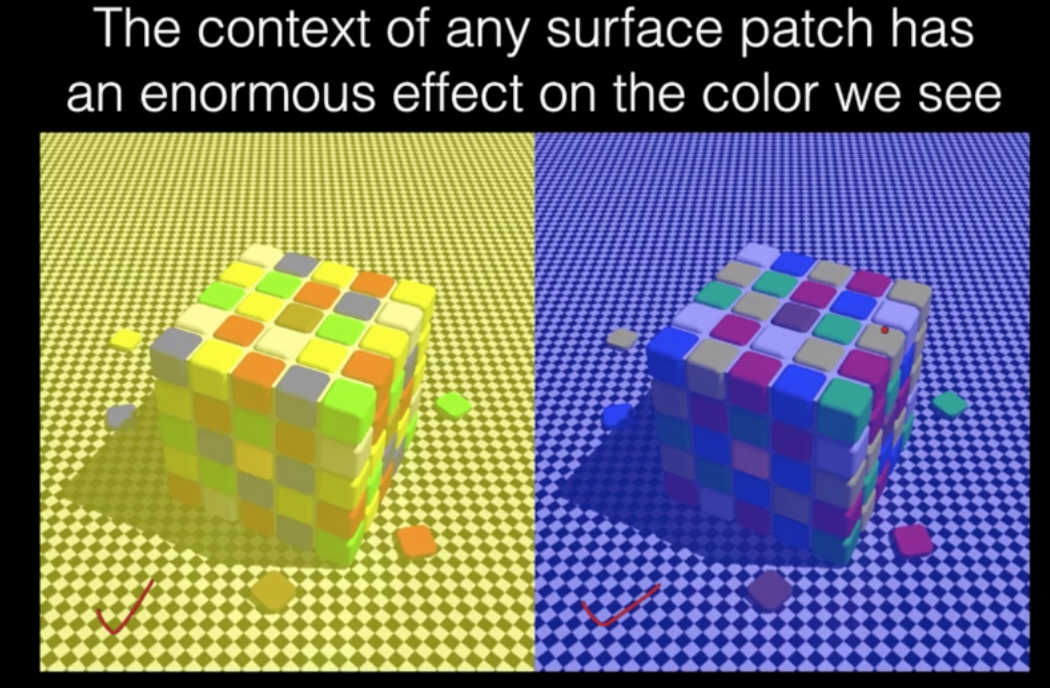 The context of any surface patch has
an enormous effect on the color we see